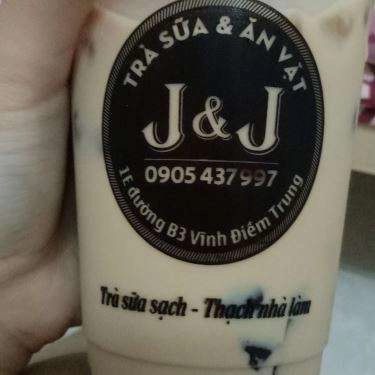 TRÀ SỮA & ĂN VẶT
J&J
0905 437 997
1E đường B3 Vĩnh Điềm Trung
Trà sữa sạch - Thạch nhà làm